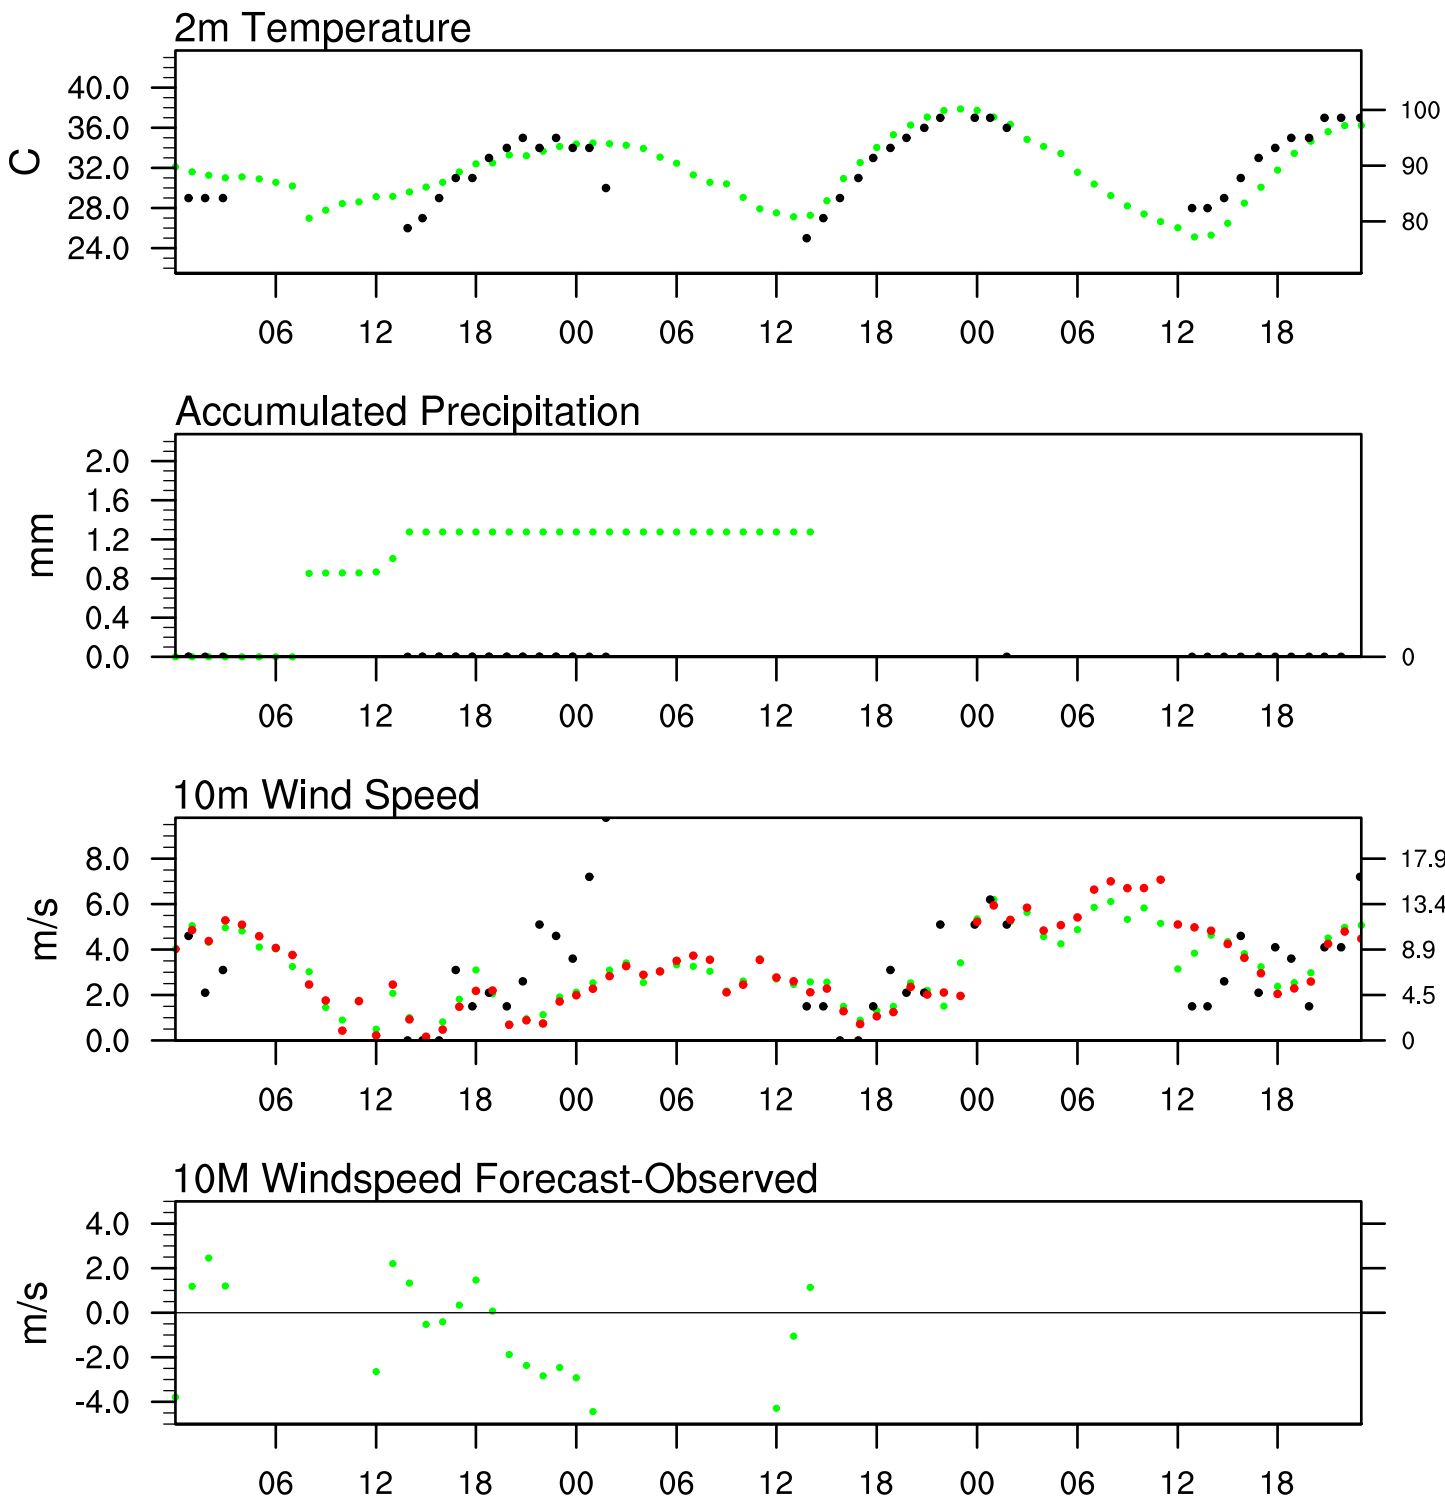 2m Temperature
C
40.0
36.0
32.0
28.0
24.0
100
90
80
06 12 18 00 06 12 18 00 06 12 18
Accumulated Precipitation
mm
2.0
1.6
1.2
0.8
0.4
0.0
0
06 12 18 00 06 12 18 00 06 12 18
10m Wind Speed
m/s
8.0
6.0
4.0
2.0
0.0
17.9
13.4
8.9
4.5
0
06 12 18 00 06 12 18 00 06 12 18
10M Windspeed Forecast-Observed
m/s
4.0
2.0
0.0
-2.0
-4.0
06 12 18 00 06 12 18 00 06 12 18